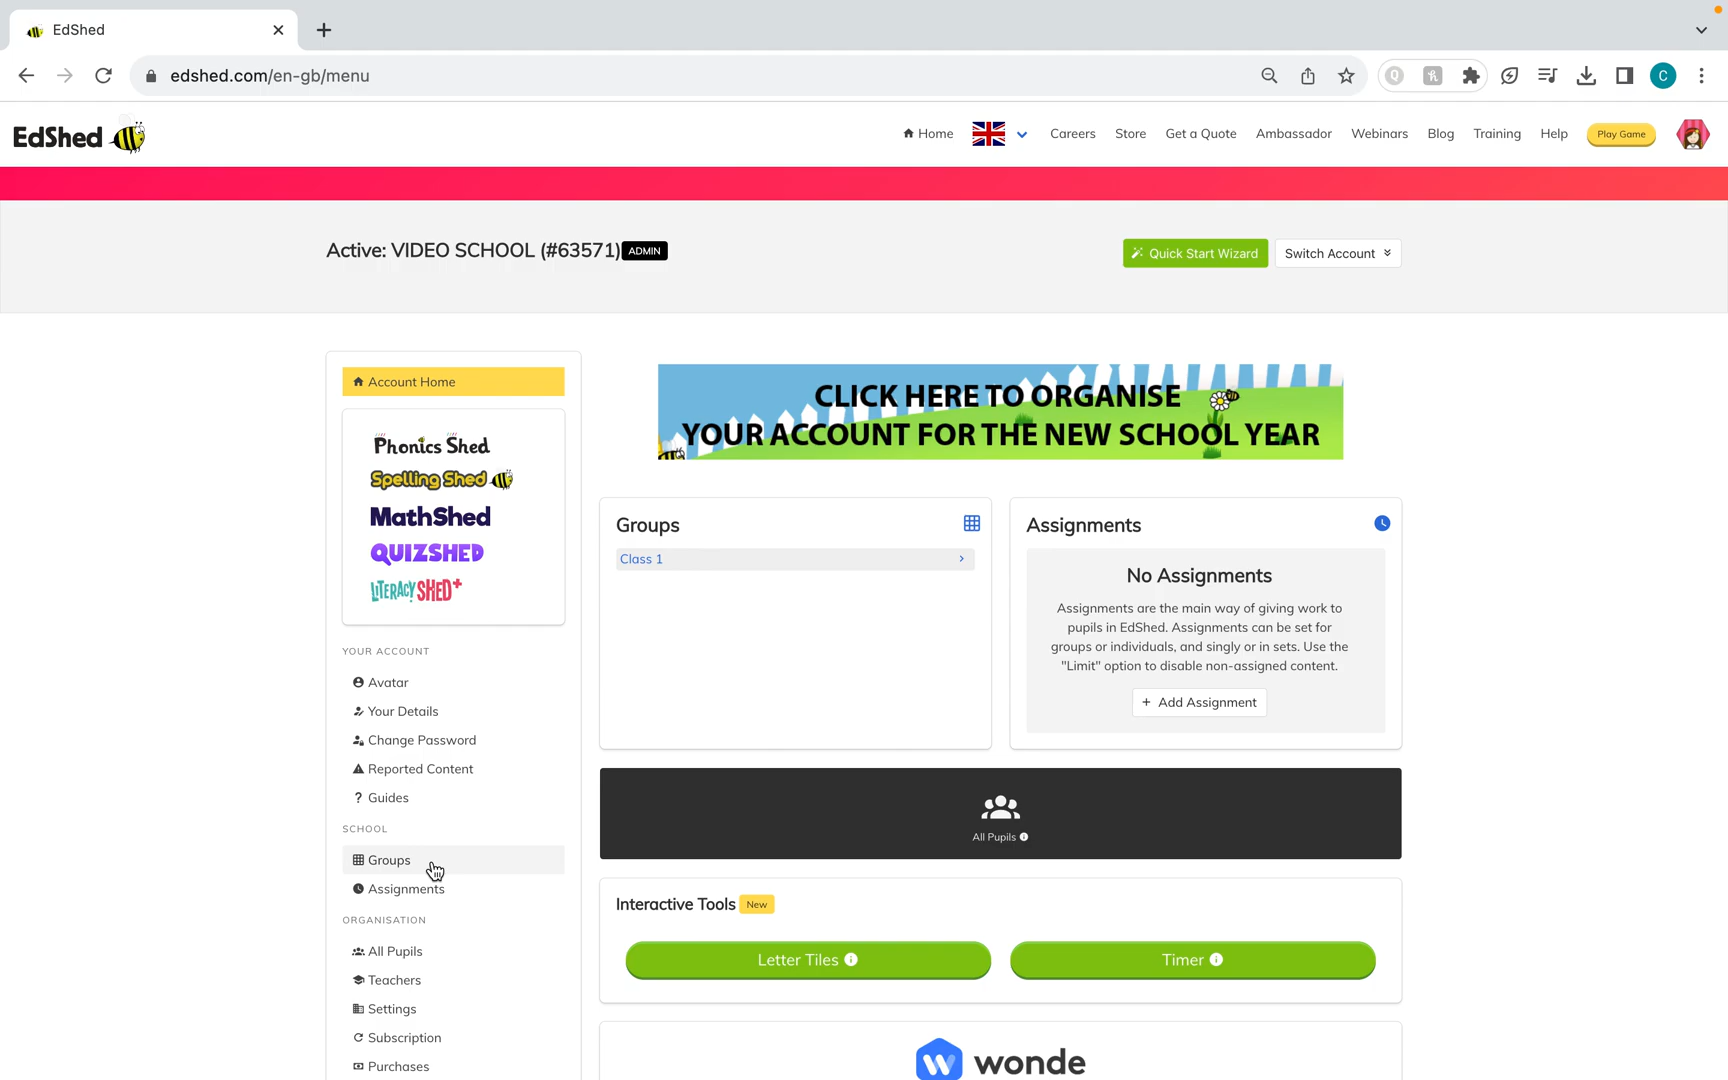 EdShed
edshed.com/en-gb/menu
C
EdShed
Home
Careers
Store
Get a Quote
Ambassador
Webinars
Blog
Training
Help
Play Game
Active: VIDEO SCHOOL (#63571) ADMIN
Quick Start Wizard
Switch Account
Account Home
Phonics Shed
Spelling Shed
MathShed
QUIZSHED
LITERACY SHED+
YOUR ACCOUNT
Avatar
Your Details
Change Password
Reported Content
? Guides
SCHOOL
Groups
Assignments
ORGANISATION
All Pupils
Teachers
Settings
Subscription
Purchases
CLICK HERE TO ORGANISE
YOUR ACCOUNT FOR THE NEW SCHOOL YEAR
Groups
Class 1
Assignments
No Assignments
Assignments are the main way of giving work to
pupils in EdShed. Assignments can be set for
groups or individuals, and singly or in sets. Use the
"Limit" option to disable non-assigned content.
+ Add Assignment
All Pupils
Interactive Tools New
Letter Tiles
Timer
wonde